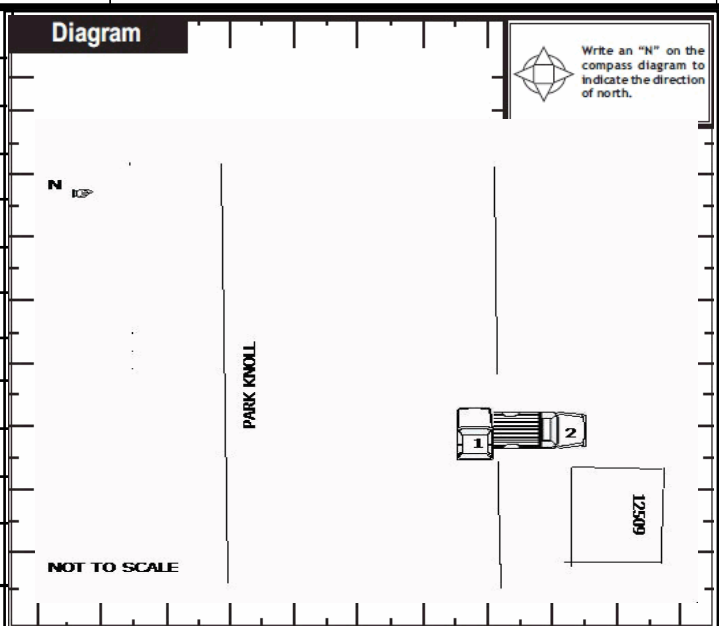 Diagram
Write an “N” on the
compass diagram to
indicate the direction
of north.
N
PARK KNOLL
1
2
12509
NOT TO SCALE